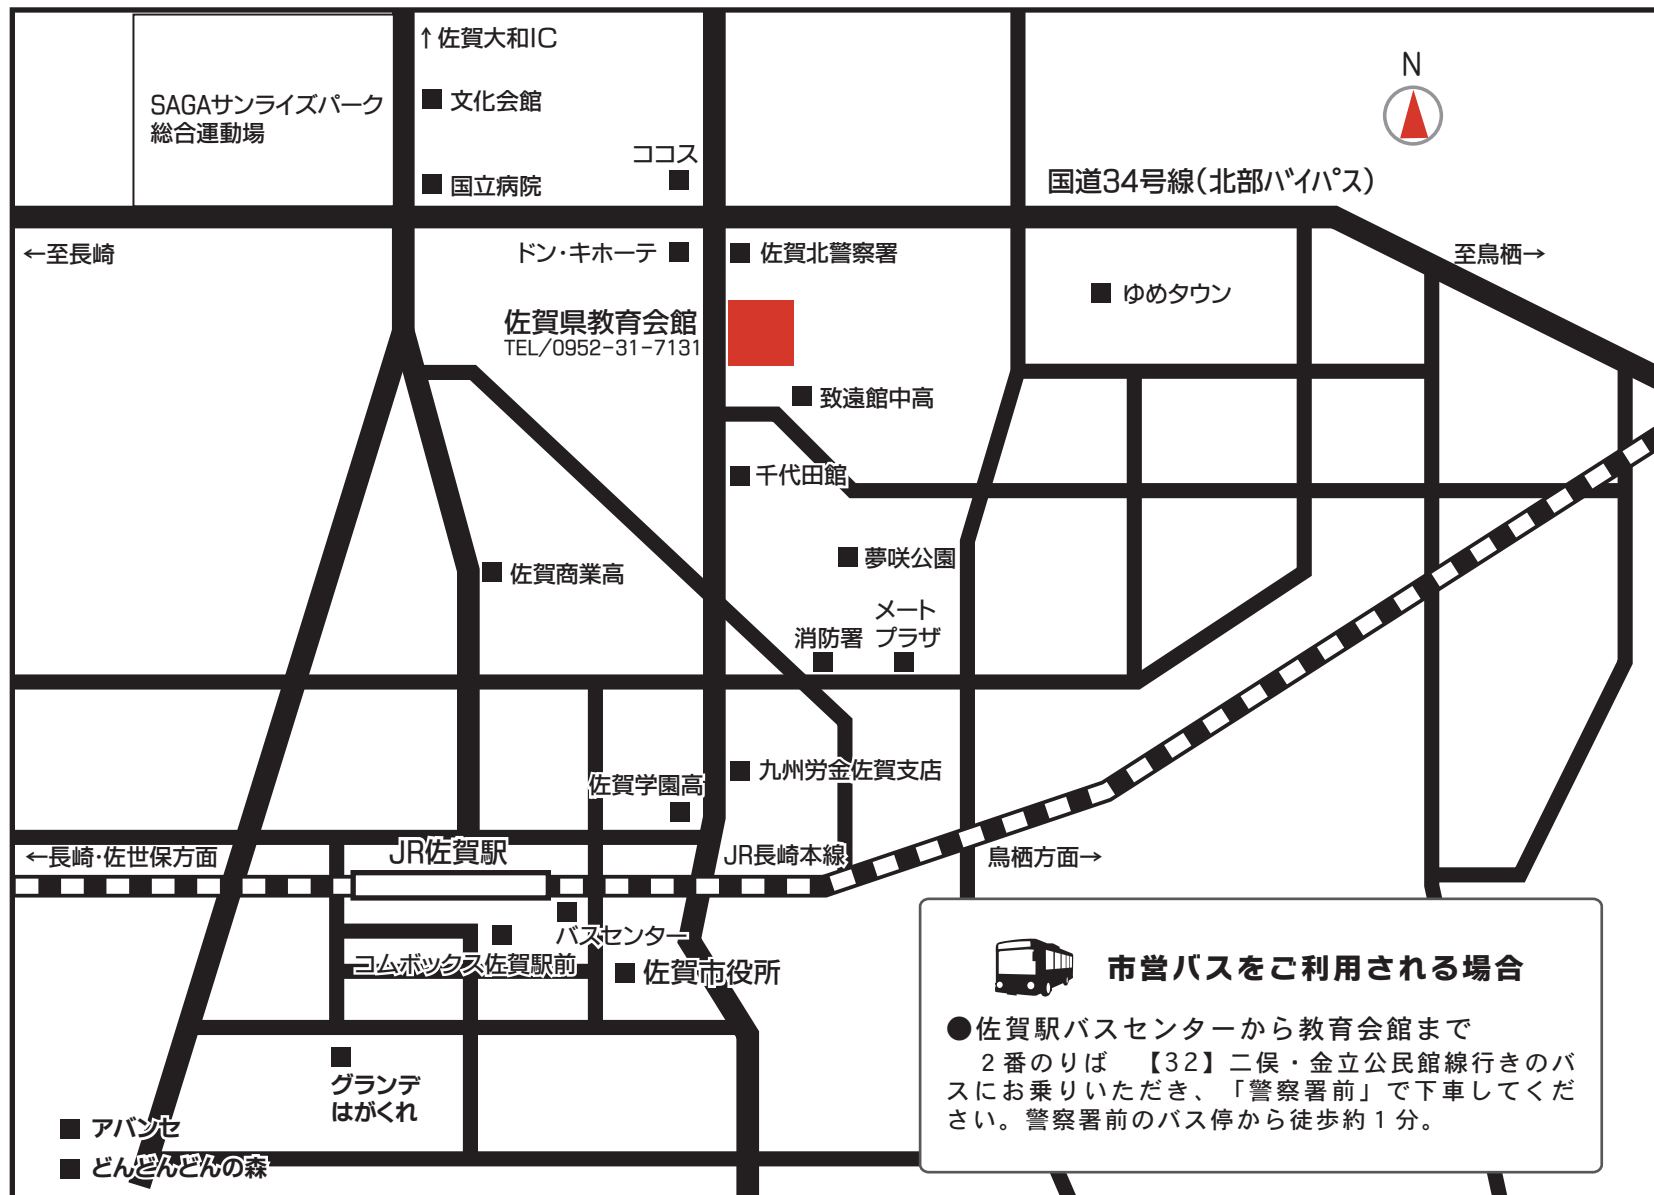 ↑佐賀大和IC
N
SAGAサンライズパーク
総合運動場
文化会館
ココス
国立病院
国道34号線(北部バイパス)
←至長崎
ドン・キホーテ
佐賀北警察署
至鳥栖→
ゆめタウン
佐賀県教育会館
TEL/0952-31-7131
致遠館中高
千代田館
夢咲公園
佐賀商業高
メート
プラザ
消防署
佐賀学園高
九州労金佐賀支店
←長崎・佐世保方面
JR佐賀駅
JR長崎本線
鳥栖方面→
バスセンター
コムボックス佐賀駅前
佐賀市役所
グランデ
はがくれ
アバンセ
どんどんどんの森
市営バスをご利用される場合
●佐賀駅バスセンターから教育会館まで
2番のりば 【32】二俣・金立公民館線行きのバ
スにお乗りいただき、「警察署前」で下車してくだ
さい。警察署前のバス停から徒歩約1分。